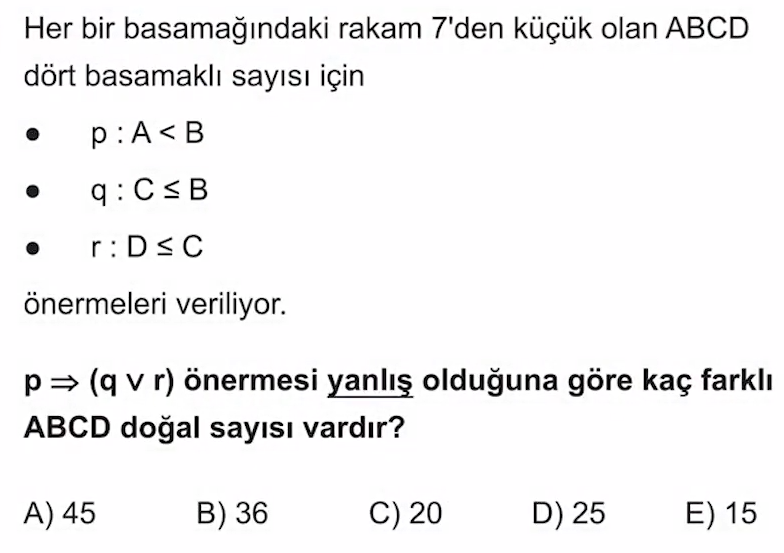 Her bir basamağındaki rakam 7'den küçük olan ABCD
dört basamaklı sayısı için
• p : A < B
• q : C ≤ B
• r : D ≤ C
önermeleri veriliyor.
p ⇒ (q ∨ r) önermesi yanlış olduğuna göre kaç farklı
ABCD doğal sayısı vardır?
A) 45 B) 36 C) 20 D) 25 E) 15